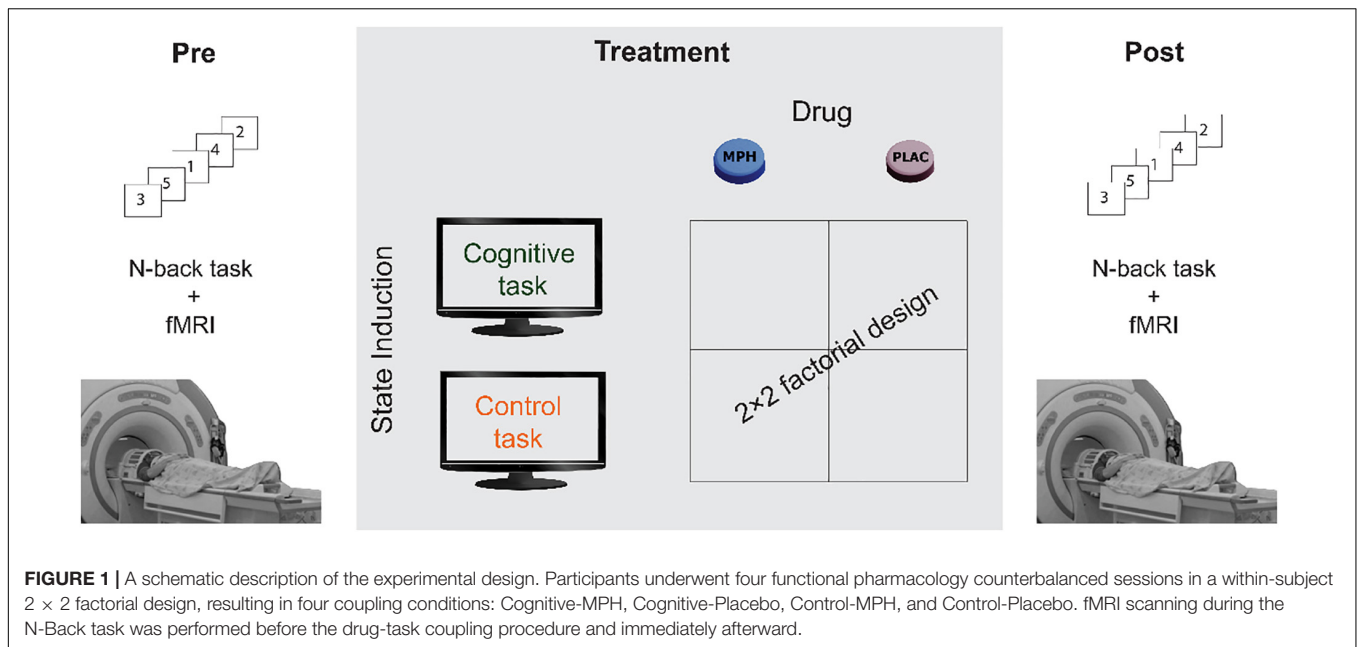 Pre
2
4
1
5
3
N-back task
+
fMRI
Treatment
Drug
MPH
PLAC
State Induction
Cognitive
task
Control
task
2×2 factorial design
Post
2
4
1
5
3
N-back task
+
fMRI
FIGURE 1 | A schematic description of the experimental design. Participants underwent four functional pharmacology counterbalanced sessions in a within-subject
2 × 2 factorial design, resulting in four coupling conditions: Cognitive-MPH, Cognitive-Placebo, Control-MPH, and Control-Placebo. fMRI scanning during the
N-Back task was performed before the drug-task coupling procedure and immediately afterward.